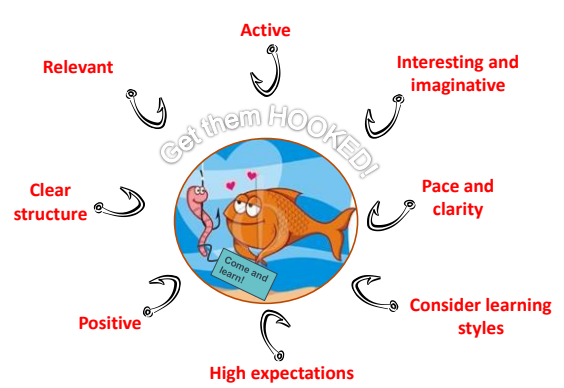 Active
Relevant
Interesting and
imaginative
Get them HOOKED!
Clear
structure
Pace and
clarity
Come and
learn!
Positive
Consider learning
styles
High expectations